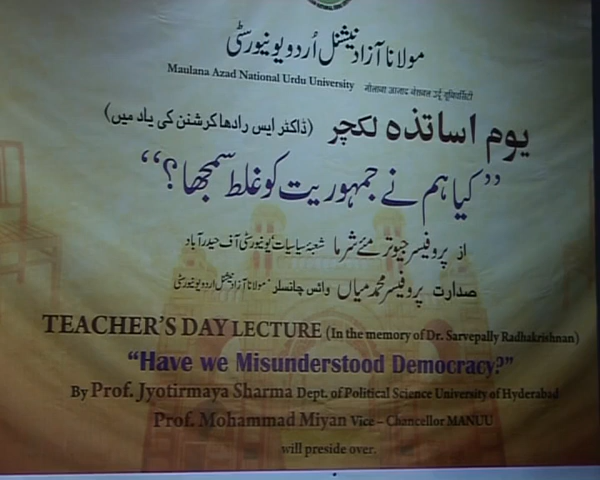 مولانا آزاد نیشنل اُردو یونیورسٹی
Maulana Azad National Urdu University मौलाना आज़ाद नेशनल उर्दू यूनिवर्सिटी
یوم اساتذہ لکچر (ڈاکٹر ایس رادھا کرشنن کی یاد میں)
”کیا ہم نے جمہوریت کو غلط سمجھا؟“
از پروفیسر جیوترمئے شرما شعبۂ سیاسیات، یونیورسٹی آف حیدرآباد
صدارت پروفیسر محمد میاں وائس چانسلر، مولانا آزاد نیشنل اردو یونیورسٹی
TEACHER'S DAY LECTURE (In the memory of Dr. Sarvepally Radhakrishnan)
"Have we Misunderstood Democracy?"
By Prof. Jyotirmaya Sharma Dept. of Political Science University of Hyderabad
Prof. Mohammad Miyan Vice – Chancellor MANUU
will preside over.